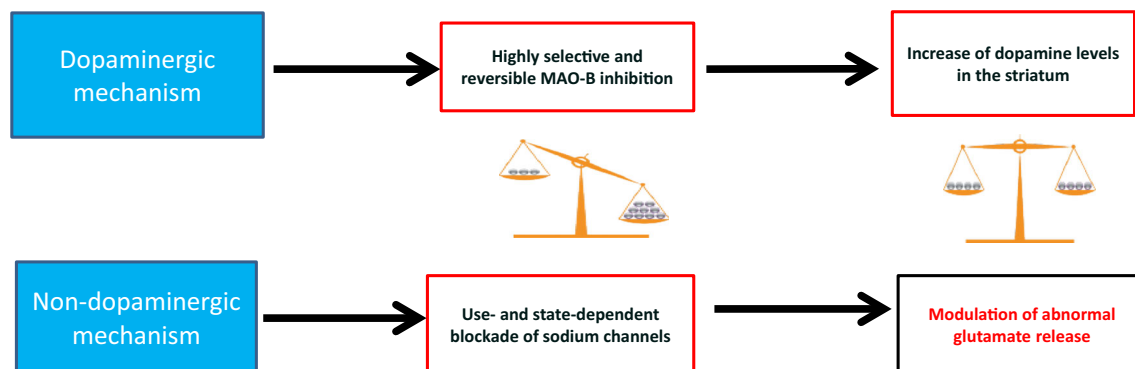 Dopaminergic
mechanism
Highly selective and
reversible MAO-B inhibition
Increase of dopamine levels
in the striatum
Non-dopaminergic
mechanism
Use- and state-dependent
blockade of sodium channels
Modulation of abnormal
glutamate release